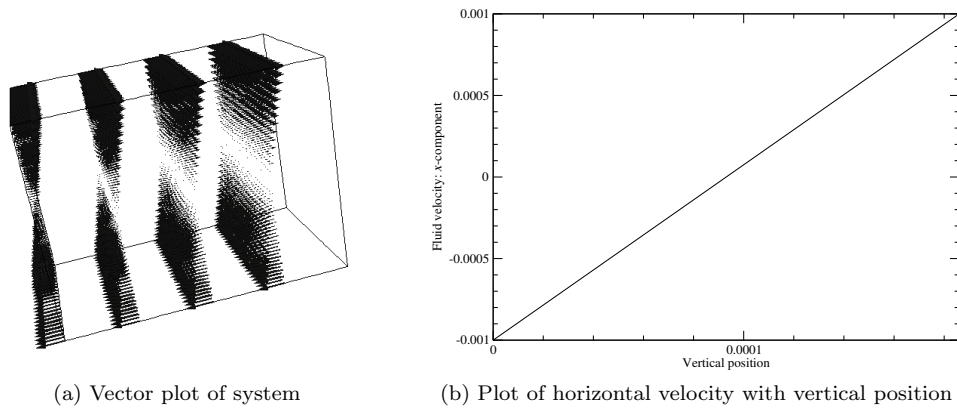 0.001
0.0005
0
-0.0005
-0.001
Fluid velocity: x-component
0
0.0001
Vertical position
(a) Vector plot of system
(b) Plot of horizontal velocity with vertical position